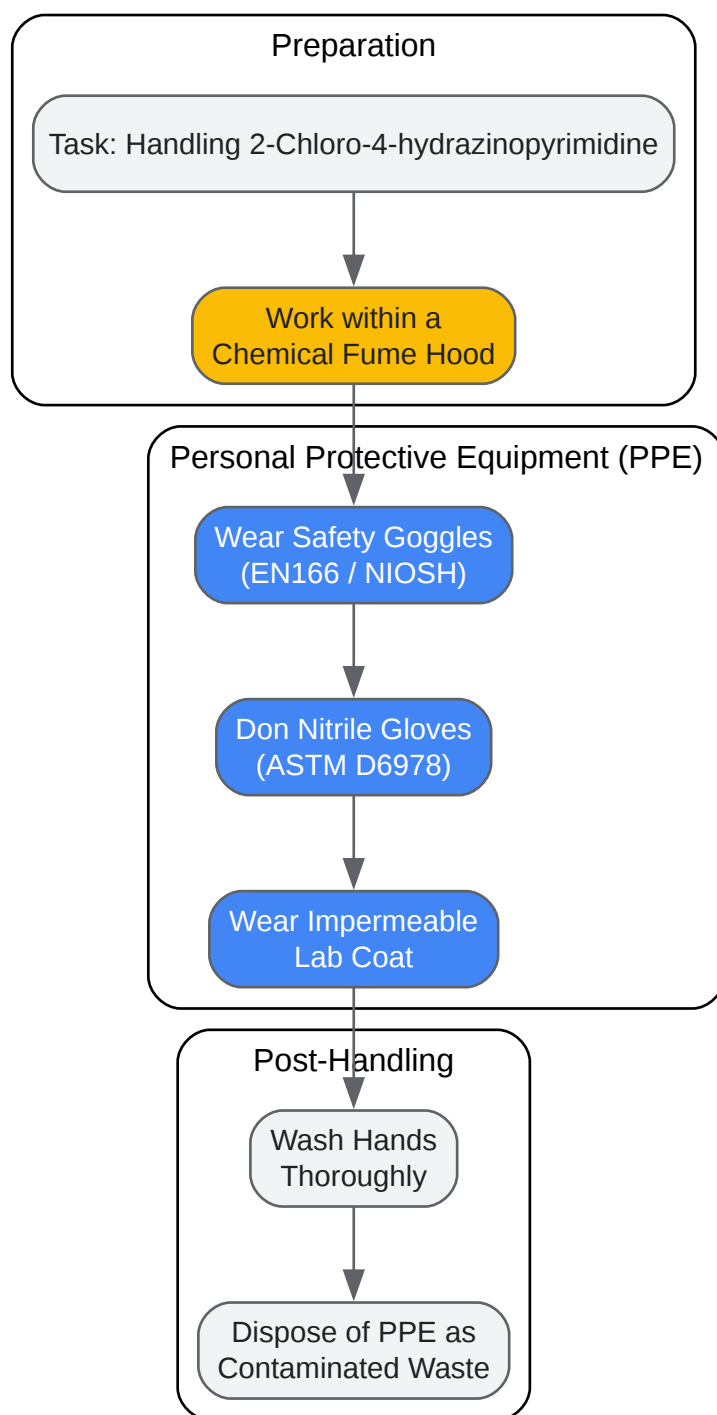 Preparation
Task: Handling 2-Chloro-4-hydrazinopyrimidine
Work within a
Chemical Fume Hood
Personal Protective Equipment (PPE)
Wear Safety Goggles
(EN166 / NIOSH)
Don Nitrile Gloves
(ASTM D6978)
Wear Impermeable
Lab Coat
Post-Handling
Wash Hands
Thoroughly
Dispose of PPE as
Contaminated Waste